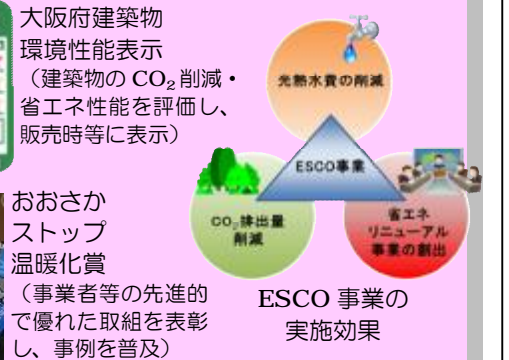 大阪府建築物
環境性能表示
（建築物の CO₂ 削減・
省エネ性能を評価し、
販売時等に表示）
おおさか
ストップ
温暖化賞
（事業者等の先進的
で優れた取組を表彰
し、事例を普及）
光熱水費の削減
ESCO事業
CO₂排出量
削減
省エネ
リニューアル
事業の創出
ESCO 事業の
実施効果